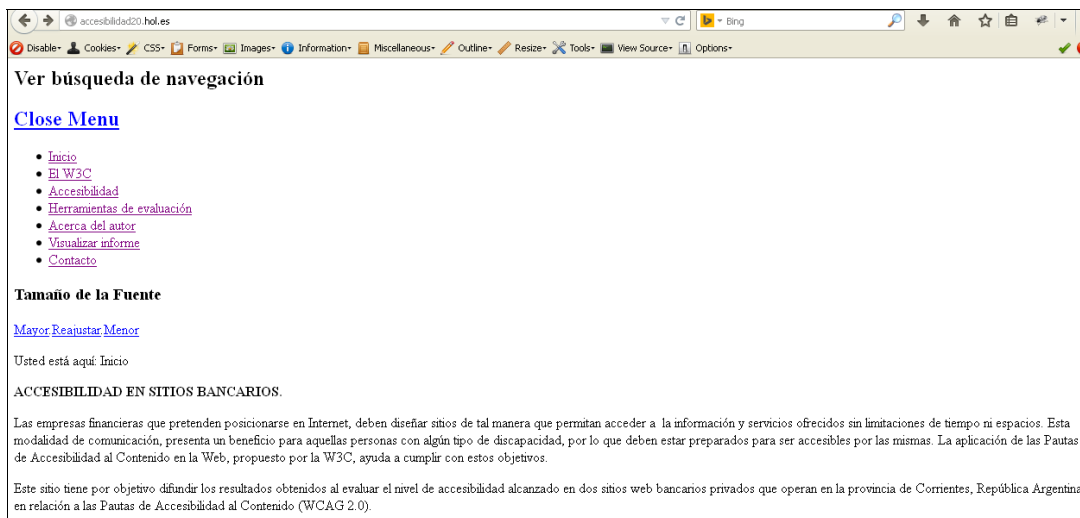 accesibilidad20.hol.es
Bing
Disable Cookies CSS Forms Images Information Miscellaneous Outline Resize Tools View Source Options
Ver búsqueda de navegación
Close Menu
Inicio
El W3C
Accesibilidad
Herramientas de evaluación
Acerca del autor
Visualizar informe
Contacto
Tamaño de la Fuente
Mayor Reajustar Menor
Usted está aquí: Inicio
ACCESIBILIDAD EN SITIOS BANCARIOS.
Las empresas financieras que pretenden posicionarse en Internet, deben diseñar sitios de tal manera que permitan acceder a la información y servicios ofrecidos sin limitaciones de tiempo ni espacios. Esta
modalidad de comunicación, presenta un beneficio para aquellas personas con algún tipo de discapacidad, por lo que deben estar preparados para ser accesibles por las mismas. La aplicación de las Pautas
de Accesibilidad al Contenido en la Web, propuesto por la W3C, ayuda a cumplir con estos objetivos.
Este sitio tiene por objetivo difundir los resultados obtenidos al evaluar el nivel de accesibilidad alcanzado en dos sitios web bancarios privados que operan en la provincia de Corrientes, República Argentina
en relación a las Pautas de Accesibilidad al Contenido (WCAG 2.0).